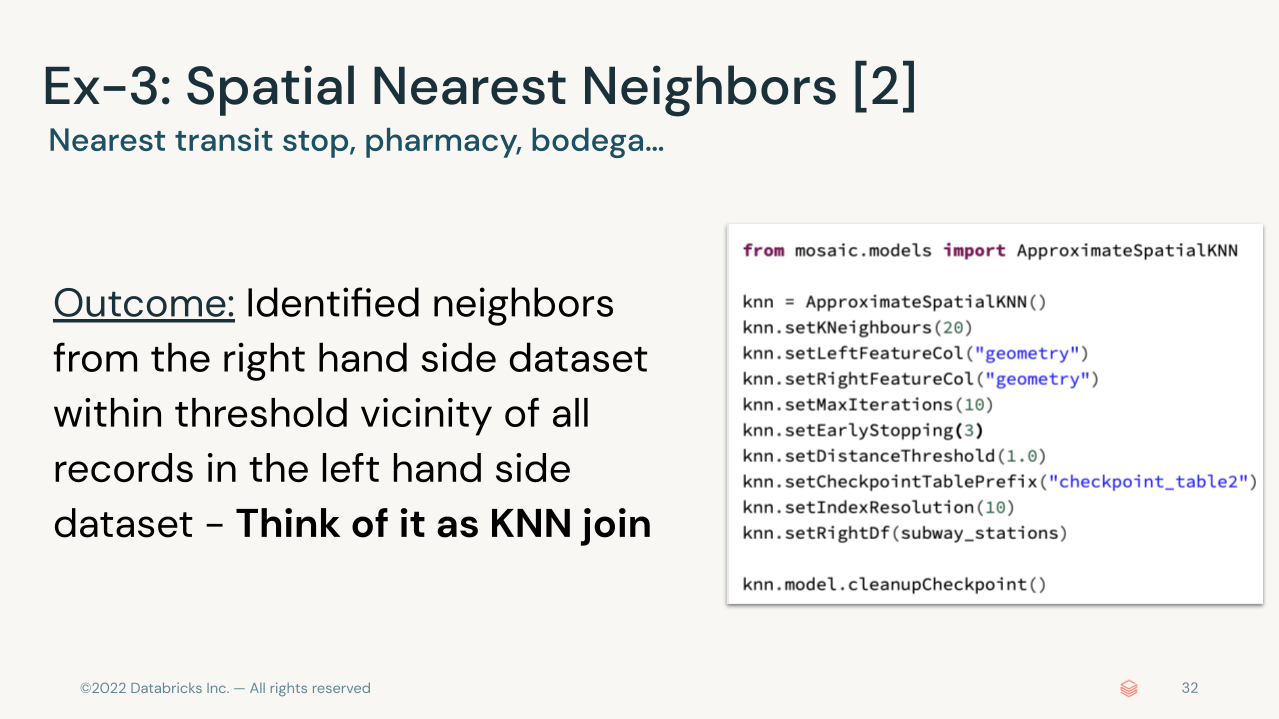 Ex-3: Spatial Nearest Neighbors [2]
Nearest transit stop, pharmacy, bodega…
Outcome: Identified neighbors
from the right hand side dataset
within threshold vicinity of all
records in the left hand side
dataset - Think of it as KNN join
from mosaic.models import ApproximateSpatialKNN
knn = ApproximateSpatialKNN()
knn.setKNeighbours(20)
knn.setLeftFeatureCol("geometry")
knn.setRightFeatureCol("geometry")
knn.setMaxIterations(10)
knn.setEarlyStopping(3)
knn.setDistanceThreshold(1.0)
knn.setCheckpointTablePrefix("checkpoint_table2")
knn.setIndexResolution(10)
knn.setRightDf(subway_stations)
knn.model.cleanupCheckpoint()
©2022 Databricks Inc. — All rights reserved
32